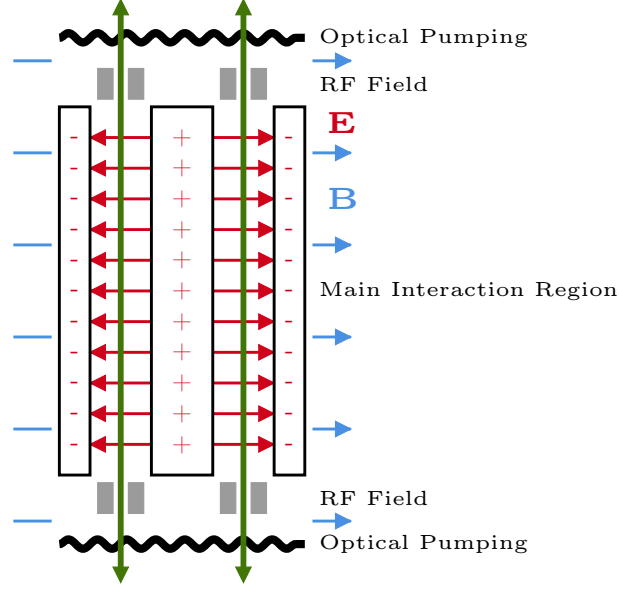 Optical Pumping
RF Field
E
B
Main Interaction Region
RF Field
Optical Pumping
- + -
- + -
- + -
- + -
- + -
- + -
- + -
- + -
- + -
- + -
- + -